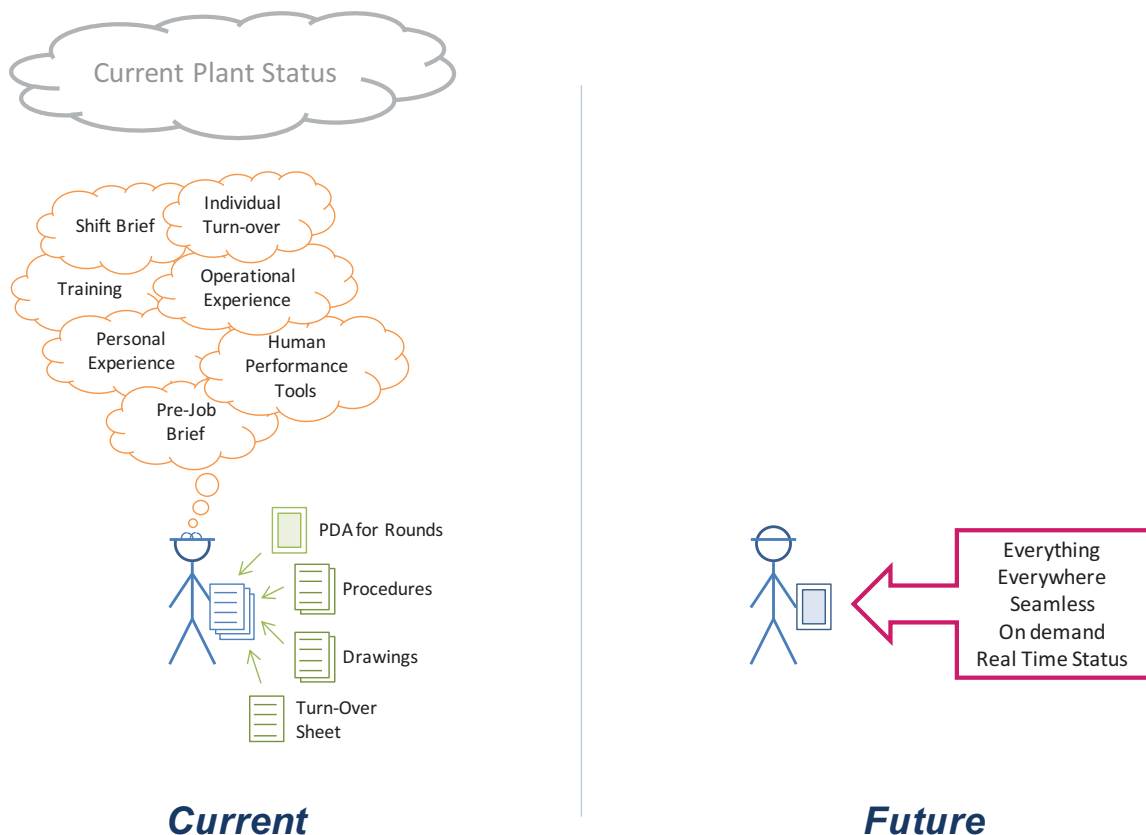 Current Plant Status
Shift Brief
Individual
Turn-over
Training
Operational
Experience
Personal
Experience
Human
Performance
Tools
Pre-Job
Brief
PDA for Rounds
Procedures
Drawings
Turn-Over
Sheet
Current
Everything
Everywhere
Seamless
On demand
Real Time Status
Future